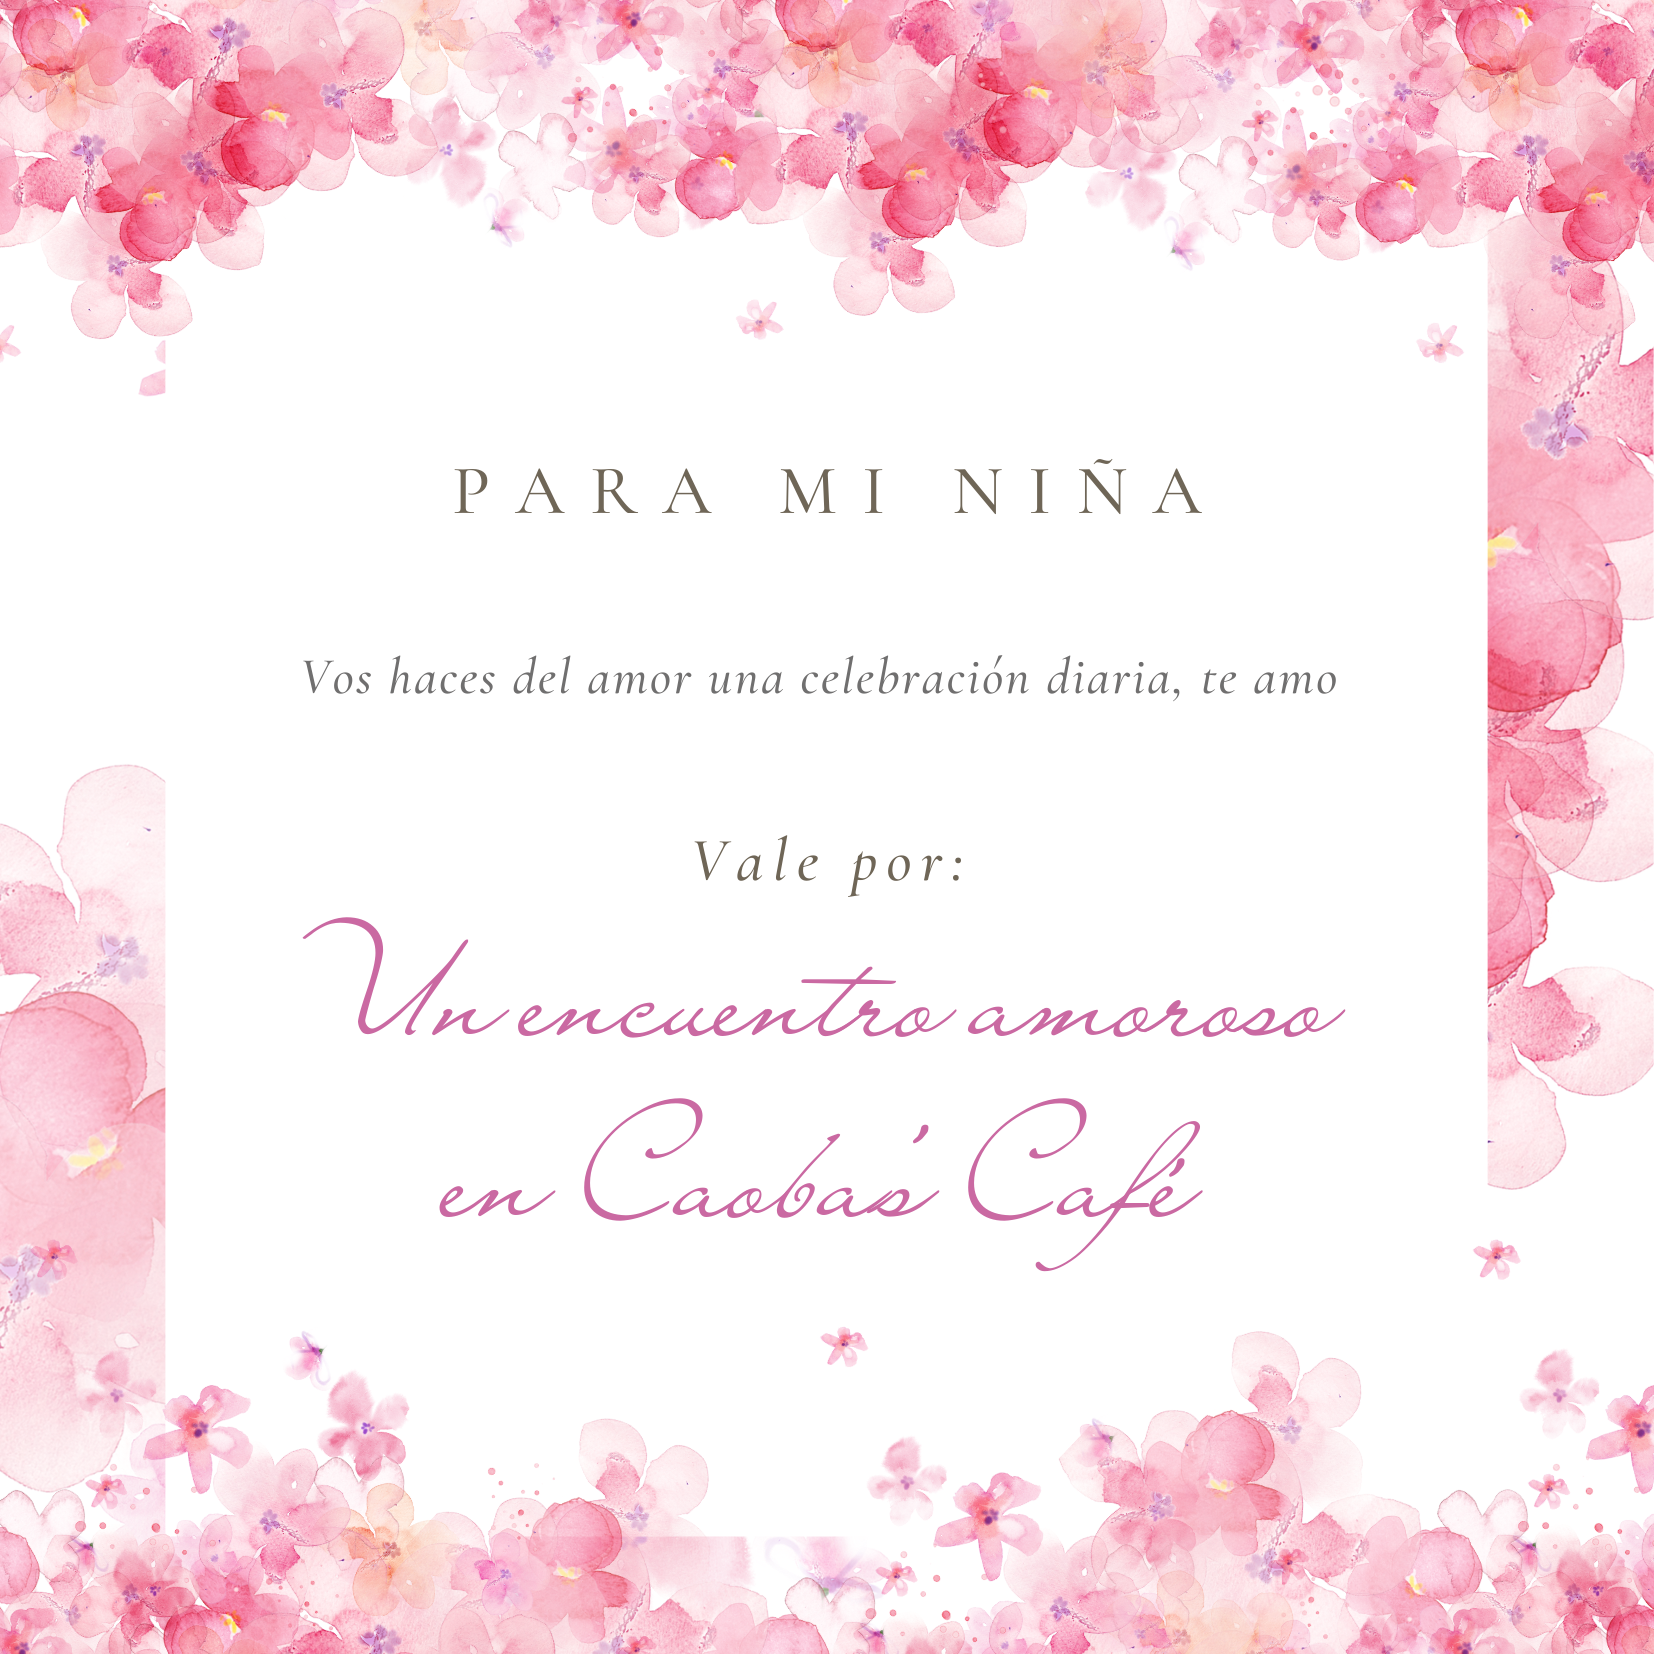 PARA MI NIÑA
Vos haces del amor una celebración diaria, te amo
Vale por:
Un encuentro amoroso
en Caobas' Café